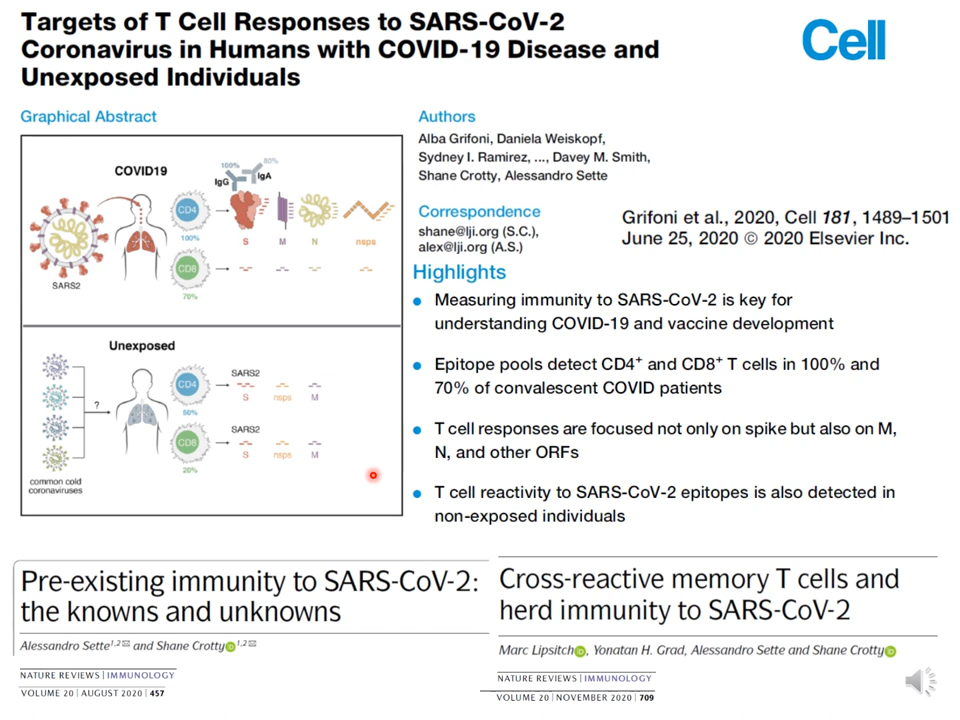 Targets of T Cell Responses to SARS-CoV-2
Coronavirus in Humans with COVID-19 Disease and
Unexposed Individuals
Cell
Graphical Abstract
COVID19
100%
80%
IgG
IgA
CD4
100%
S
M
N
nsps
CD8
70%
SARS2
Unexposed
?
CD4
50%
SARS2
S
nsps
M
CD8
20%
SARS2
S
nsps
M
common cold
coronaviruses
Authors
Alba Grifoni, Daniela Weiskopf,
Sydney I. Ramirez, ..., Davey M. Smith,
Shane Crotty, Alessandro Sette
Correspondence
shane@lji.org (S.C.),
alex@lji.org (A.S.)
Grifoni et al., 2020, Cell 181, 1489–1501
June 25, 2020 © 2020 Elsevier Inc.
Highlights
• Measuring immunity to SARS-CoV-2 is key for
understanding COVID-19 and vaccine development
• Epitope pools detect CD4⁺ and CD8⁺ T cells in 100% and
70% of convalescent COVID patients
• T cell responses are focused not only on spike but also on M,
N, and other ORFs
• T cell reactivity to SARS-CoV-2 epitopes is also detected in
non-exposed individuals
Pre-existing immunity to SARS-CoV-2:
the knowns and unknowns
Alessandro Sette1,2✉ and Shane Crotty1,2✉
NATURE REVIEWS | IMMUNOLOGY
VOLUME 20 | AUGUST 2020 | 457
Cross-reactive memory T cells and
herd immunity to SARS-CoV-2
Marc Lipsitch, Yonatan H. Grad, Alessandro Sette and Shane Crotty
NATURE REVIEWS | IMMUNOLOGY
VOLUME 20 | NOVEMBER 2020 | 709